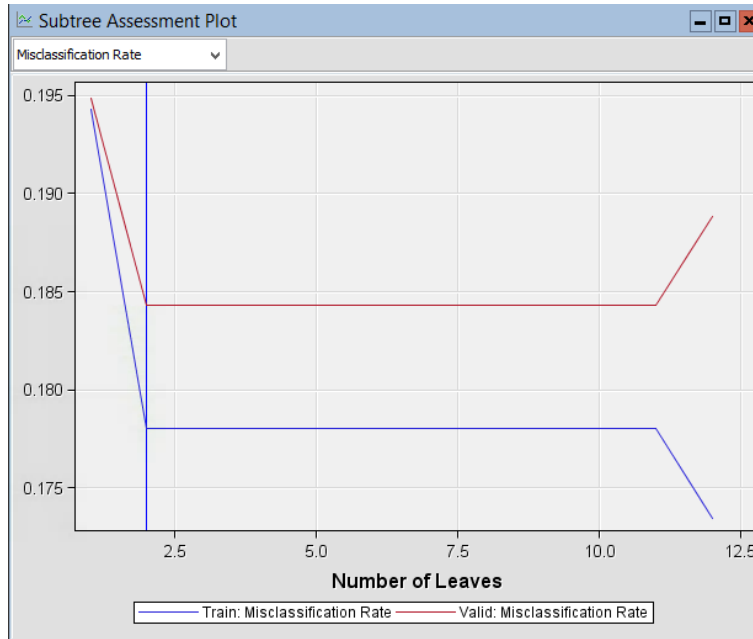 Subtree Assessment Plot
Misclassification Rate
0.195
0.190
0.185
0.180
0.175
2.5 5.0 7.5 10.0 12.5
Number of Leaves
Train: Misclassification Rate Valid: Misclassification Rate